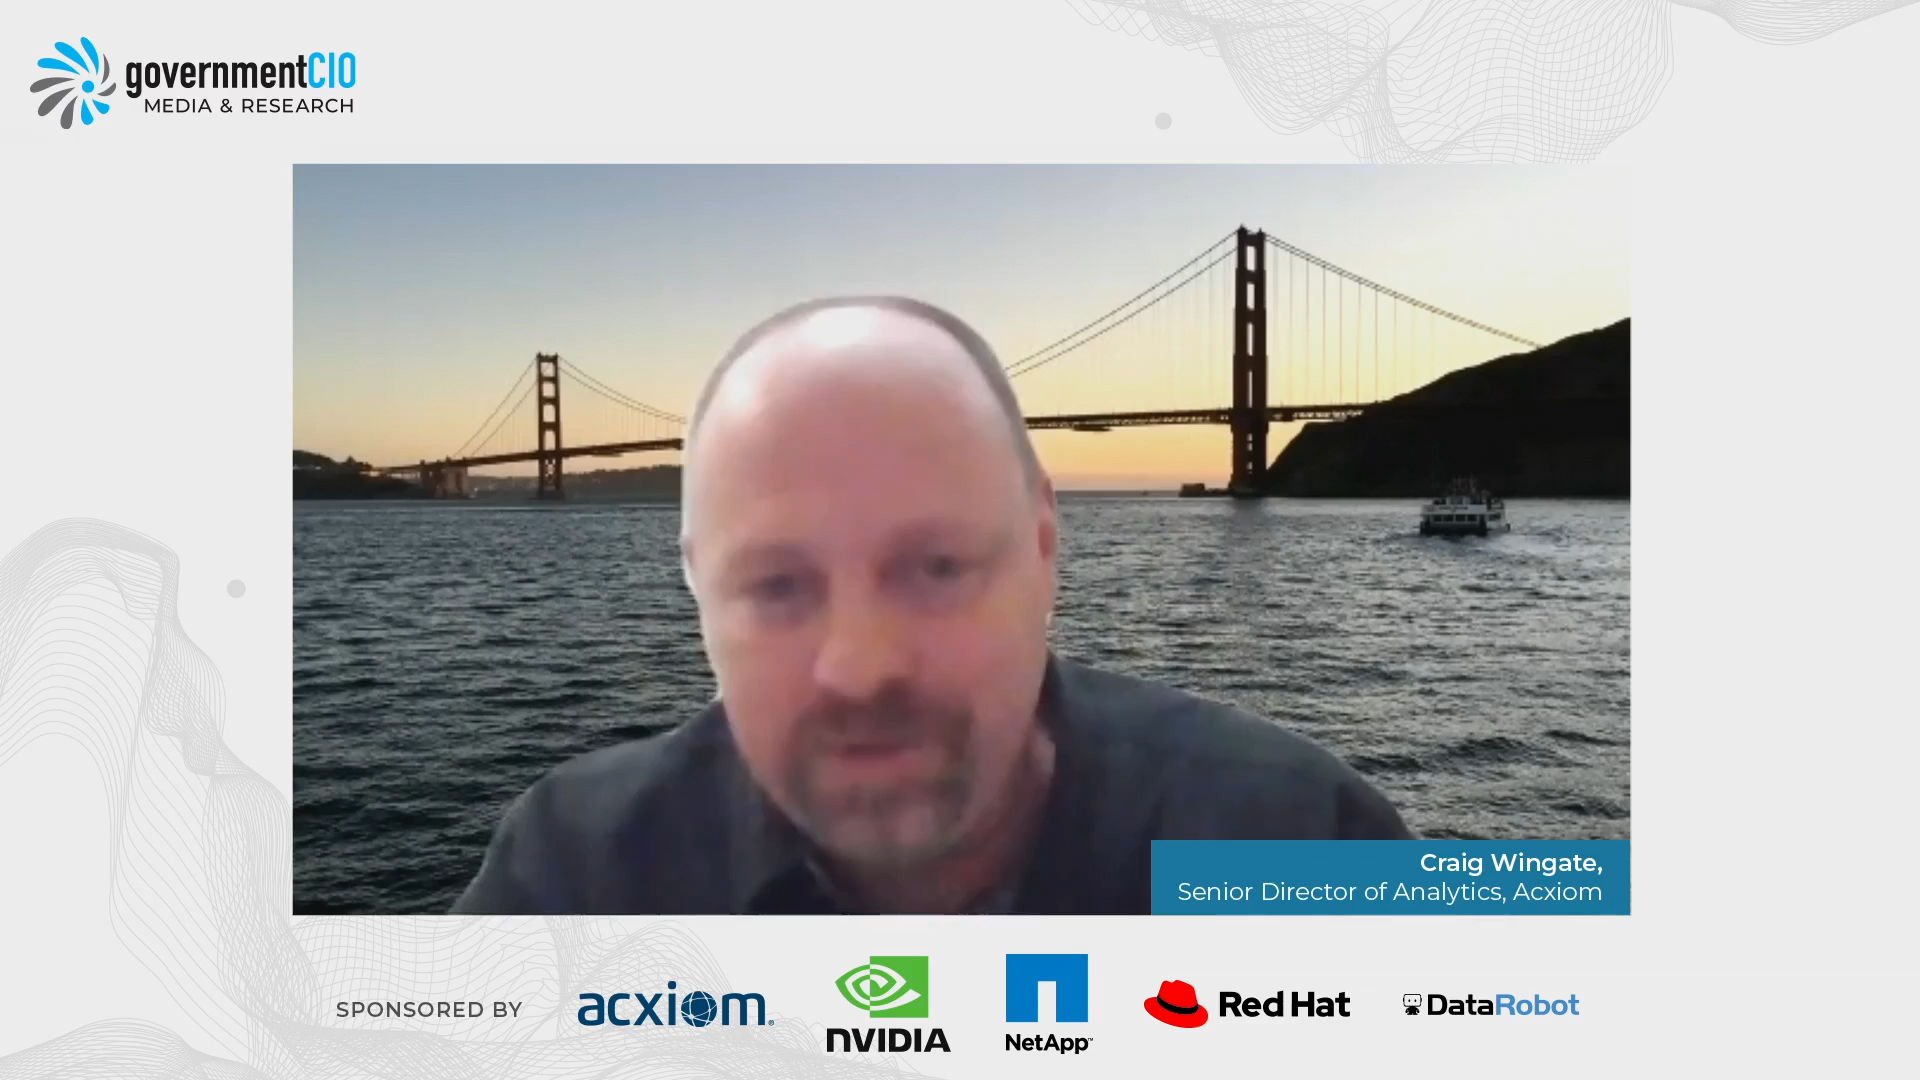 governmentCIO
MEDIA & RESEARCH
Craig Wingate,
Senior Director of Analytics, Acxiom
SPONSORED BY
acxiom
NVIDIA
NetApp
Red Hat
DataRobot